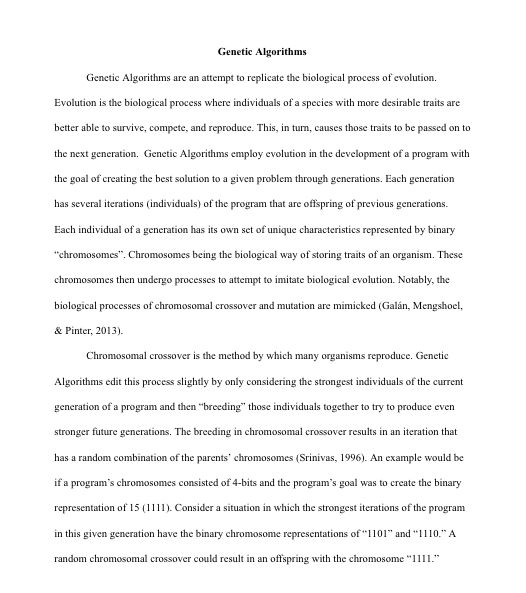 Genetic Algorithms
Genetic Algorithms are an attempt to replicate the biological process of evolution.
Evolution is the biological process where individuals of a species with more desirable traits are
better able to survive, compete, and reproduce. This, in turn, causes those traits to be passed on to
the next generation.  Genetic Algorithms employ evolution in the development of a program with
the goal of creating the best solution to a given problem through generations. Each generation
has several iterations (individuals) of the program that are offspring of previous generations.
Each individual of a generation has its own set of unique characteristics represented by binary
“chromosomes”. Chromosomes being the biological way of storing traits of an organism. These
chromosomes then undergo processes to attempt to imitate biological evolution. Notably, the
biological processes of chromosomal crossover and mutation are mimicked (Galán, Mengshoel,
& Pinter, 2013).
Chromosomal crossover is the method by which many organisms reproduce. Genetic
Algorithms edit this process slightly by only considering the strongest individuals of the current
generation of a program and then “breeding” those individuals together to try to produce even
stronger future generations. The breeding in chromosomal crossover results in an iteration that
has a random combination of the parents’ chromosomes (Srinivas, 1996). An example would be
if a program’s chromosomes consisted of 4-bits and the program’s goal was to create the binary
representation of 15 (1111). Consider a situation in which the strongest iterations of the program
in this given generation have the binary chromosome representations of “1101” and “1110.” A
random chromosomal crossover could result in an offspring with the chromosome “1111.”